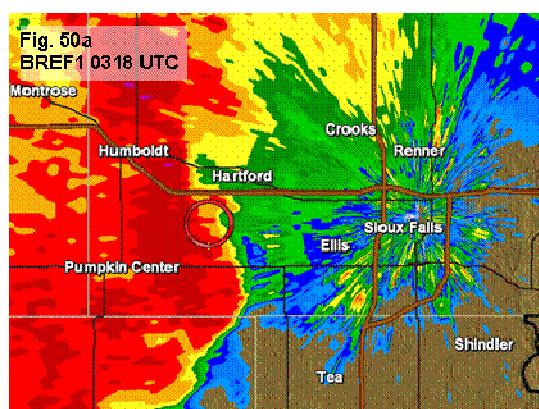 Fig. 50a
BREF1 0318 UTC
Montrose
Crooks
Humboldt
Renner
Hartford
Sioux Falls
Ellis
Pumpkin Center
Shindler
Tea